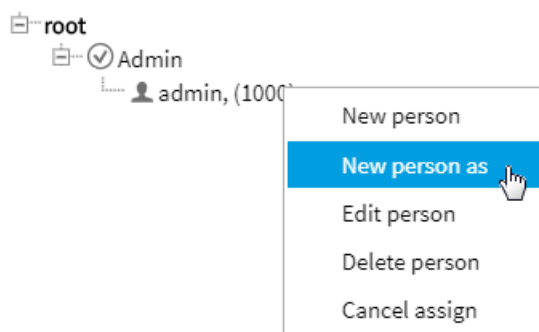 root
Admin
admin, (1000)
New person
New person as
Edit person
Delete person
Cancel assign